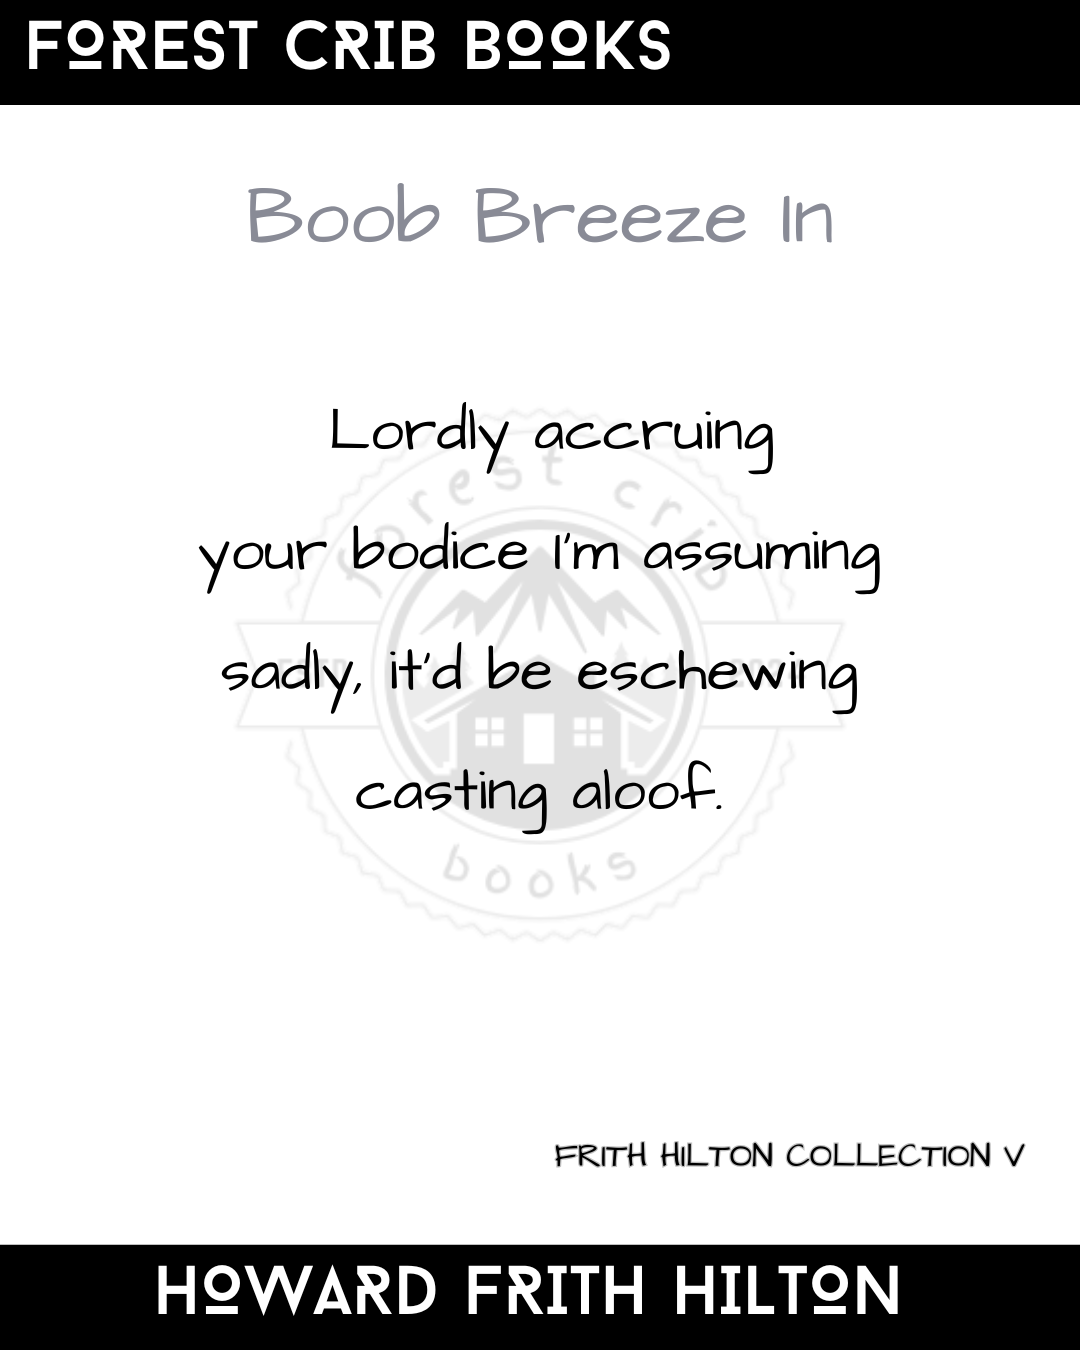 FOREST CRIB BOOKS
Boob Breeze In
Lordly accruing
your bodice I'm assuming
sadly, it'd be eschewing
casting aloof.
forest crib
books
FRITH HILTON COLLECTION V
HOWARD FRITH HILTON